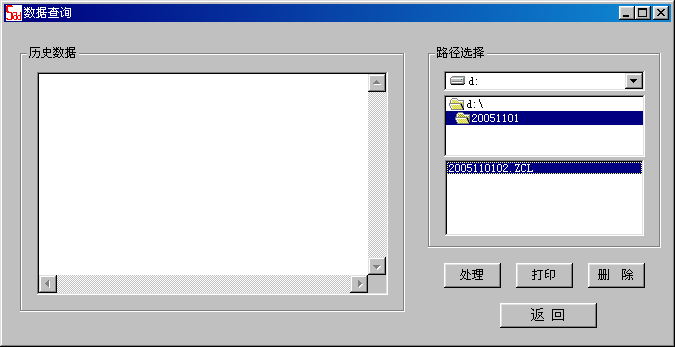 数据查询
历史数据
路径选择
d:
d:\
20051101
2005110102.ZCL
处理
打印
删 除
返 回